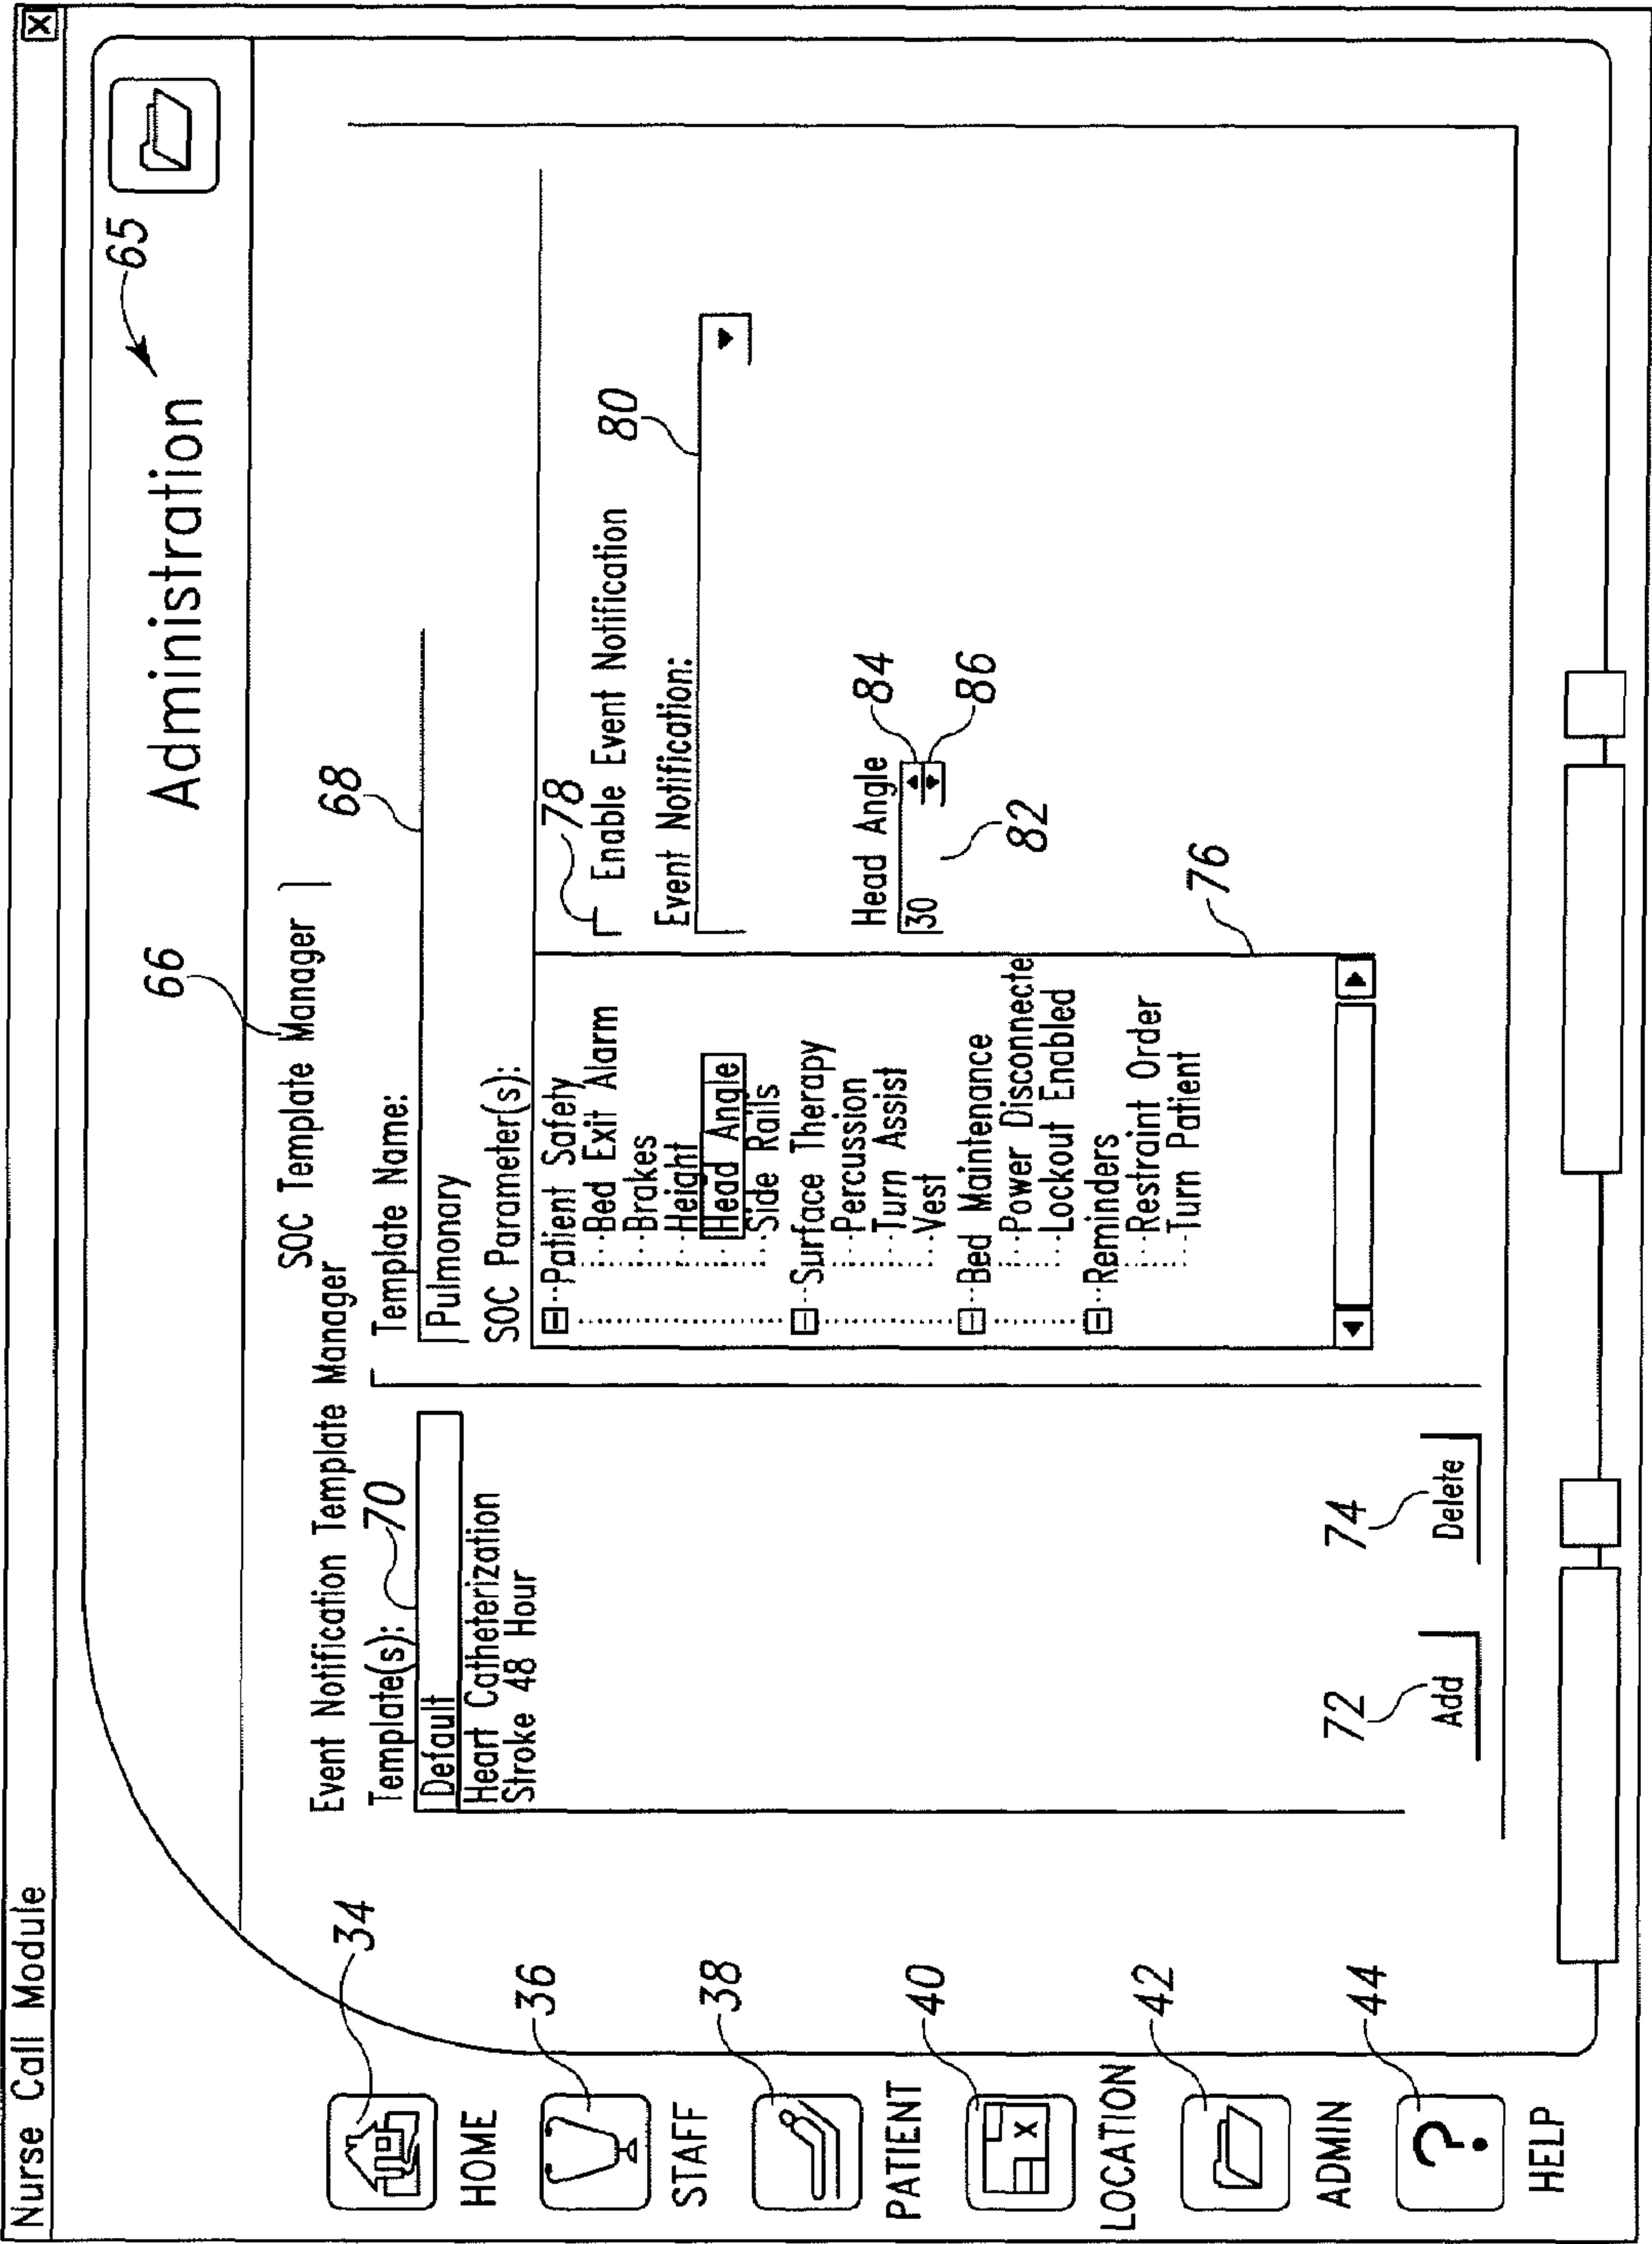 Nurse Call Module
X
Administration
65
66
SOC Template Manager
Event Notification Template Manager
Template(s):
70
Default
Heart Catheterization
Stroke 48 Hour
72
Add
74
Delete
Template Name:
68
Pulmonary
SOC Parameter(s):
Patient Safety
Bed Exit Alarm
Brakes
Height
Head Angle
Side Rails
Surface Therapy
Percussion
Turn Assist
Vest
Bed Maintenance
Power Disconnecte
Lockout Enabled
Reminders
Restraint Order
Turn Patient
76
78
Enable Event Notification
Event Notification:
80
Head Angle
30
84
86
82
34
HOME
36
STAFF
38
PATIENT
X
40
LOCATION
42
ADMIN
?
44
HELP